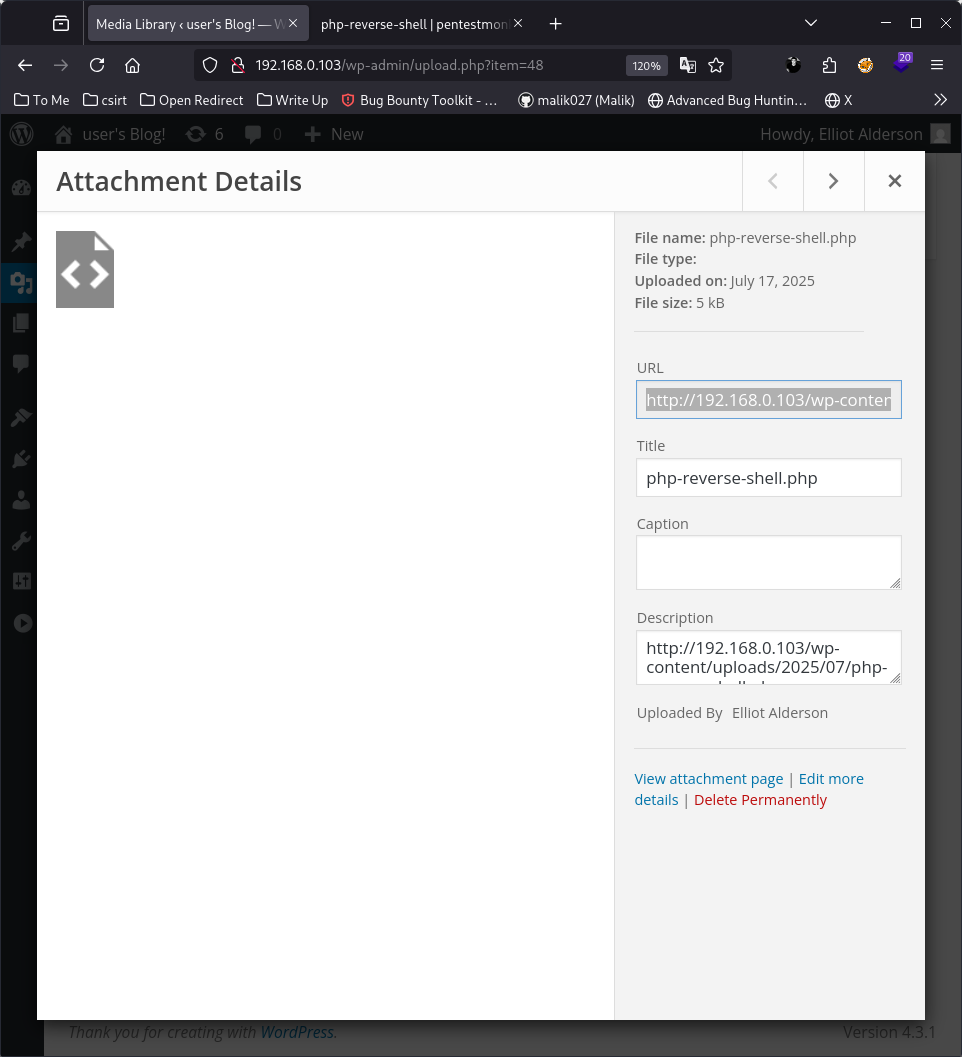 Media Library ‹ user's Blog! —
php-reverse-shell | pentestmon
192.168.0.103/wp-admin/upload.php?item=48
120%
20
To Me
csirt
Open Redirect
Write Up
Bug Bounty Toolkit - …
malik027 (Malik)
Advanced Bug Huntin…
X
user's Blog!
6
0
New
Howdy, Elliot Alderson
Attachment Details
File name: php-reverse-shell.php
File type:
Uploaded on: July 17, 2025
File size: 5 kB
URL
http://192.168.0.103/wp-conten
Title
php-reverse-shell.php
Caption
Description
http://192.168.0.103/wp-
content/uploads/2025/07/php-
Uploaded By Elliot Alderson
View attachment page | Edit more
details | Delete Permanently
Thank you for creating with WordPress.
Version 4.3.1